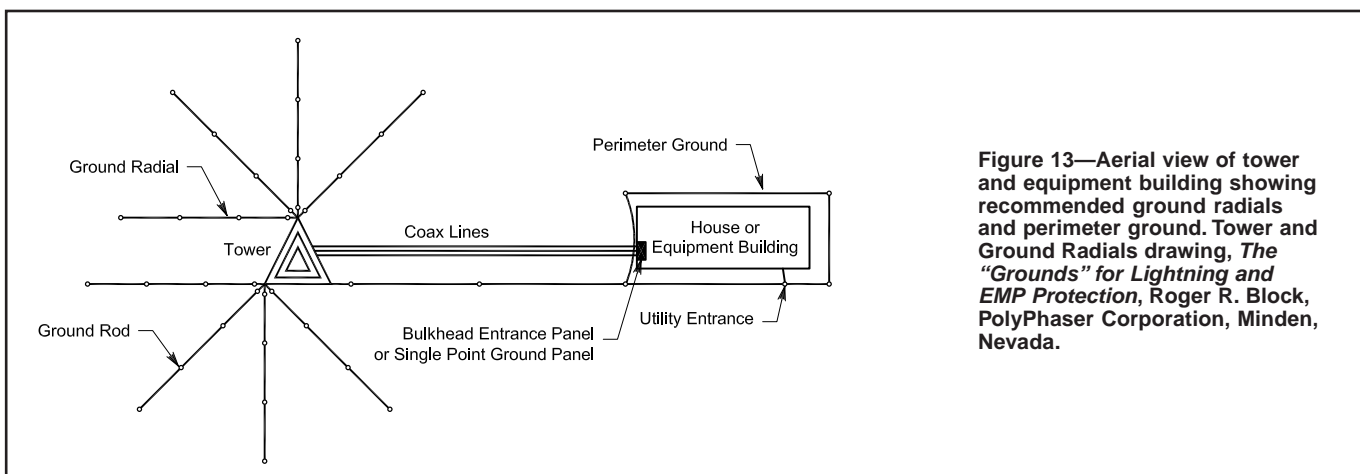 Ground Radial
Tower
Ground Rod
Coax Lines
Bulkhead Entrance Panel
or Single Point Ground Panel
Perimeter Ground
House or
Equipment Building
Utility Entrance
Figure 13—Aerial view of tower
and equipment building showing
recommended ground radials
and perimeter ground. Tower and
Ground Radials drawing, The
“Grounds” for Lightning and
EMP Protection, Roger R. Block,
PolyPhaser Corporation, Minden,
Nevada.